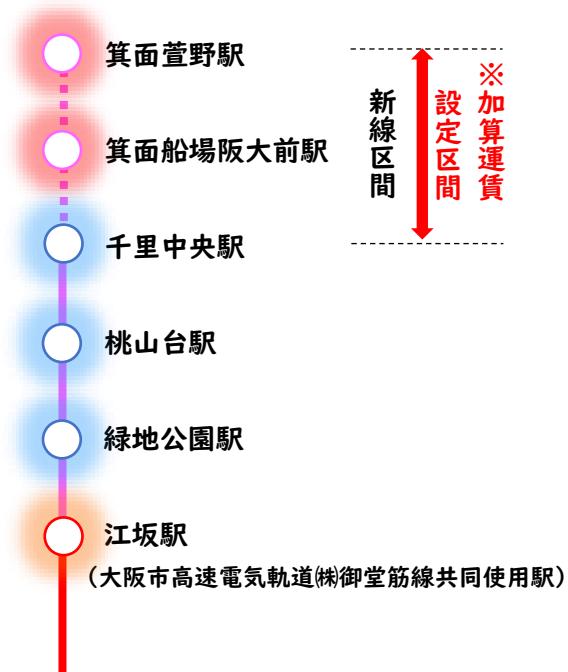 箕面萱野駅
箕面船場阪大前駅
千里中央駅
桃山台駅
緑地公園駅
江坂駅
（大阪市高速電気軌道㈱御堂筋線共同使用駅）
※加算運賃
設定区間
新線区間